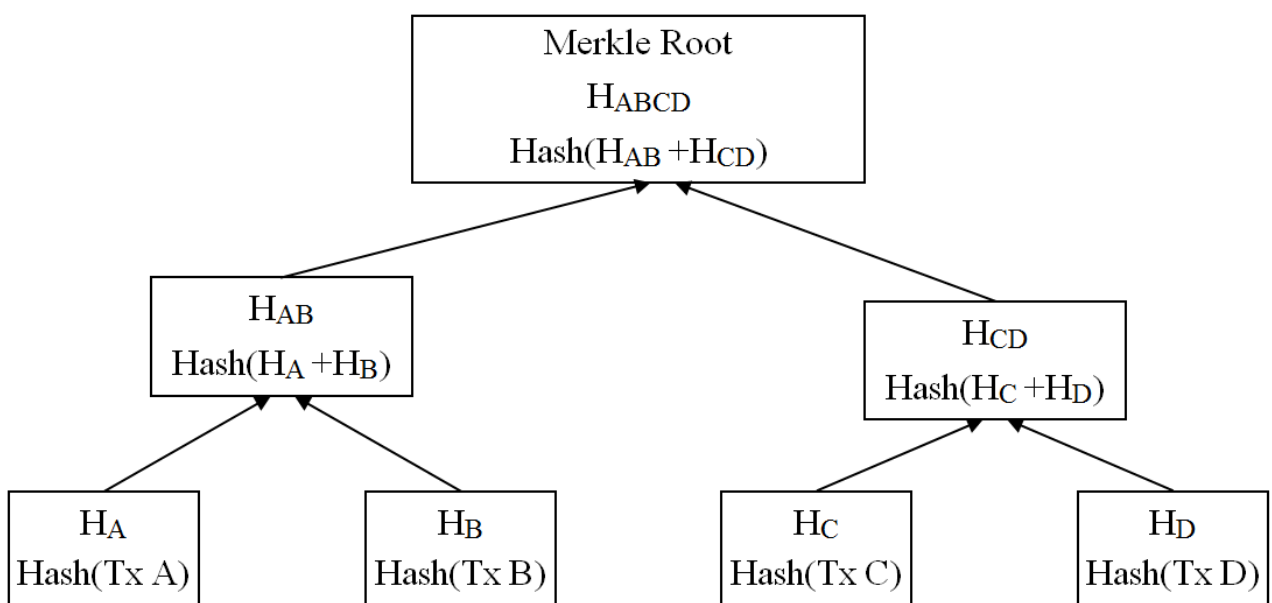 Merkle Root
HABCD
Hash(HAB +HCD)
HAB
Hash(HA +HB)
HCD
Hash(HC +HD)
HA
Hash(Tx A)
HB
Hash(Tx B)
HC
Hash(Tx C)
HD
Hash(Tx D)